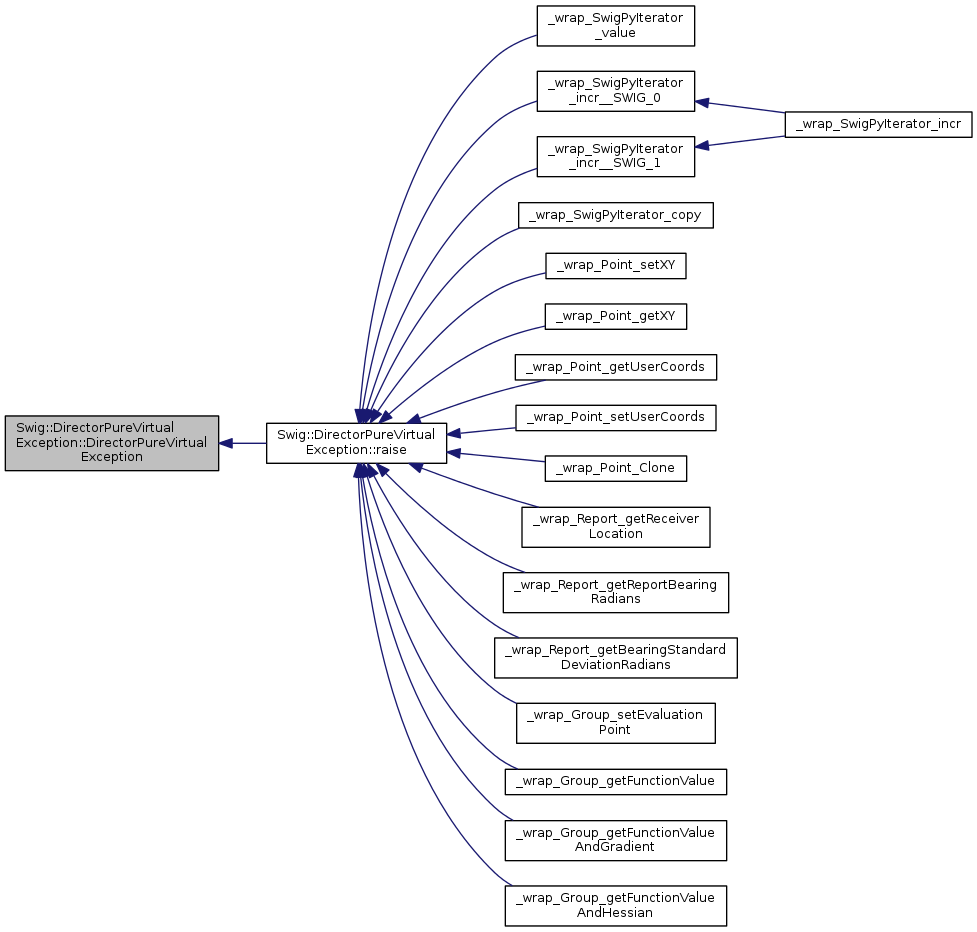 _wrap_SwigPyIterator
_value
_wrap_SwigPyIterator
_incr__SWIG_0
_wrap_SwigPyIterator_incr
_wrap_SwigPyIterator
_incr__SWIG_1
_wrap_SwigPyIterator_copy
_wrap_Point_setXY
_wrap_Point_getXY
_wrap_Point_getUserCoords
_wrap_Point_setUserCoords
Swig::DirectorPureVirtual
Exception::DirectorPureVirtual
Exception
Swig::DirectorPureVirtual
Exception::raise
_wrap_Point_Clone
_wrap_Report_getReceiver
Location
_wrap_Report_getReportBearing
Radians
_wrap_Report_getBearingStandard
DeviationRadians
_wrap_Group_setEvaluation
Point
_wrap_Group_getFunctionValue
_wrap_Group_getFunctionValue
AndGradient
_wrap_Group_getFunctionValue
AndHessian